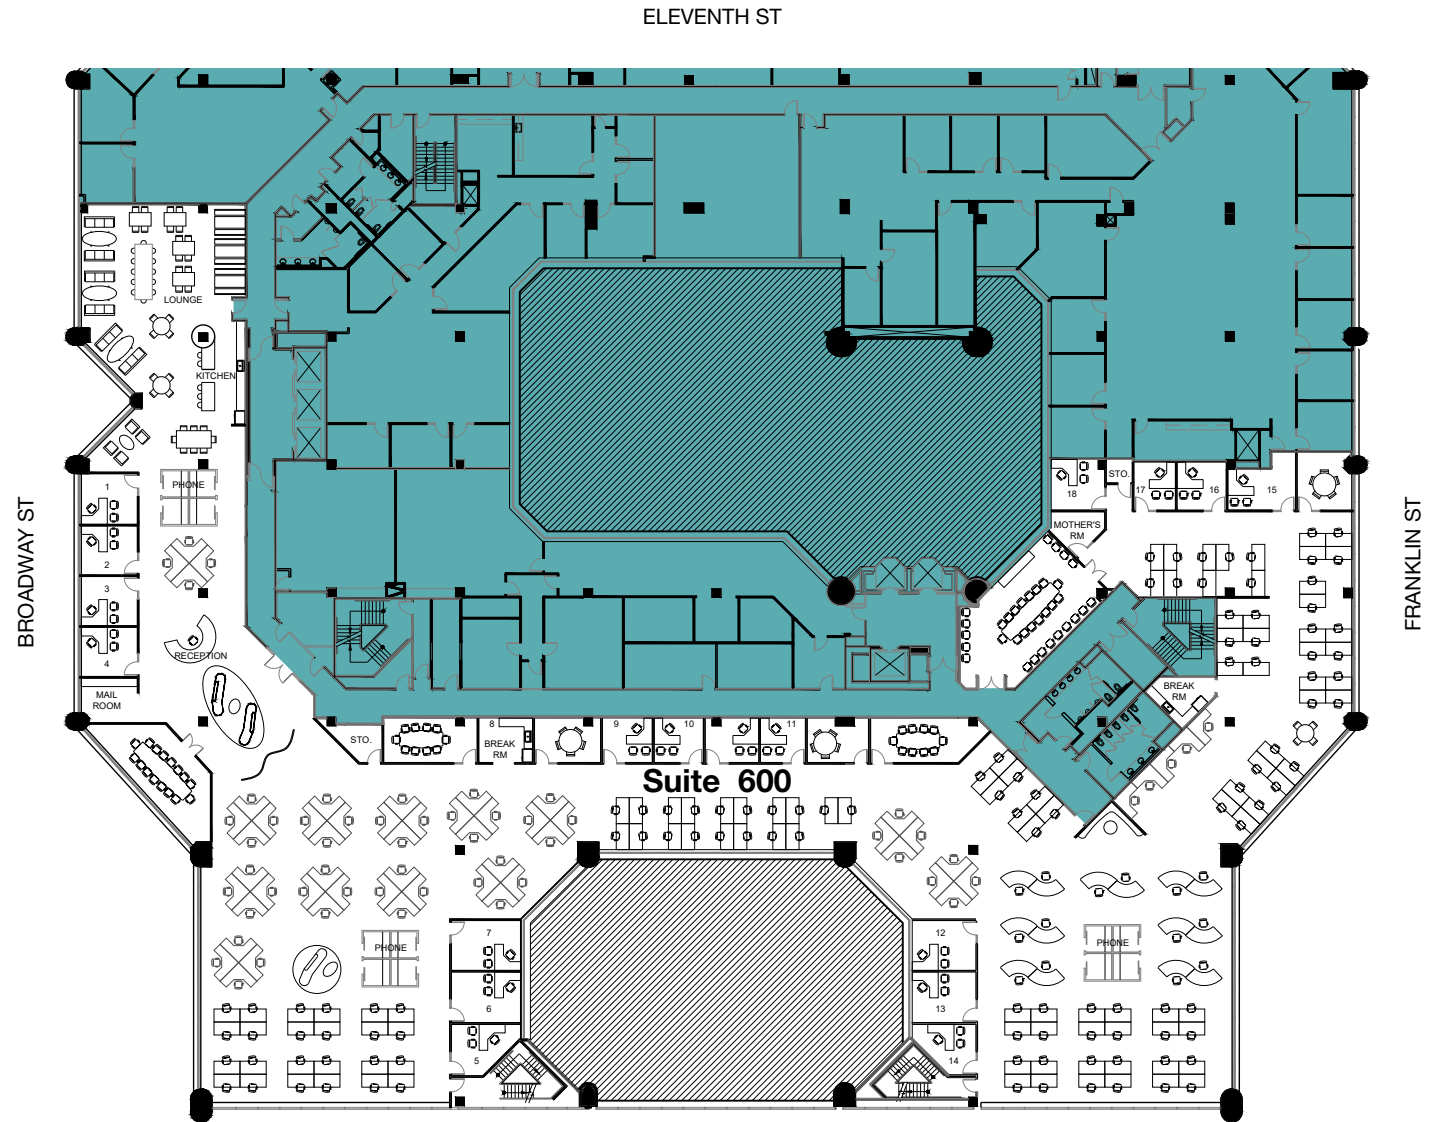 ELEVENTH ST
BROADWAY ST
FRANKLIN ST
LOUNGE
KITCHEN
PHONE
1
2
3
4
RECEPTION
MAIL
ROOM
STO.
8
BREAK
RM
9
10
11
Suite 600
18
STO.
17
16
15
MOTHER'S
RM
BREAK
RM
PHONE
7
6
5
12
13
14
PHONE